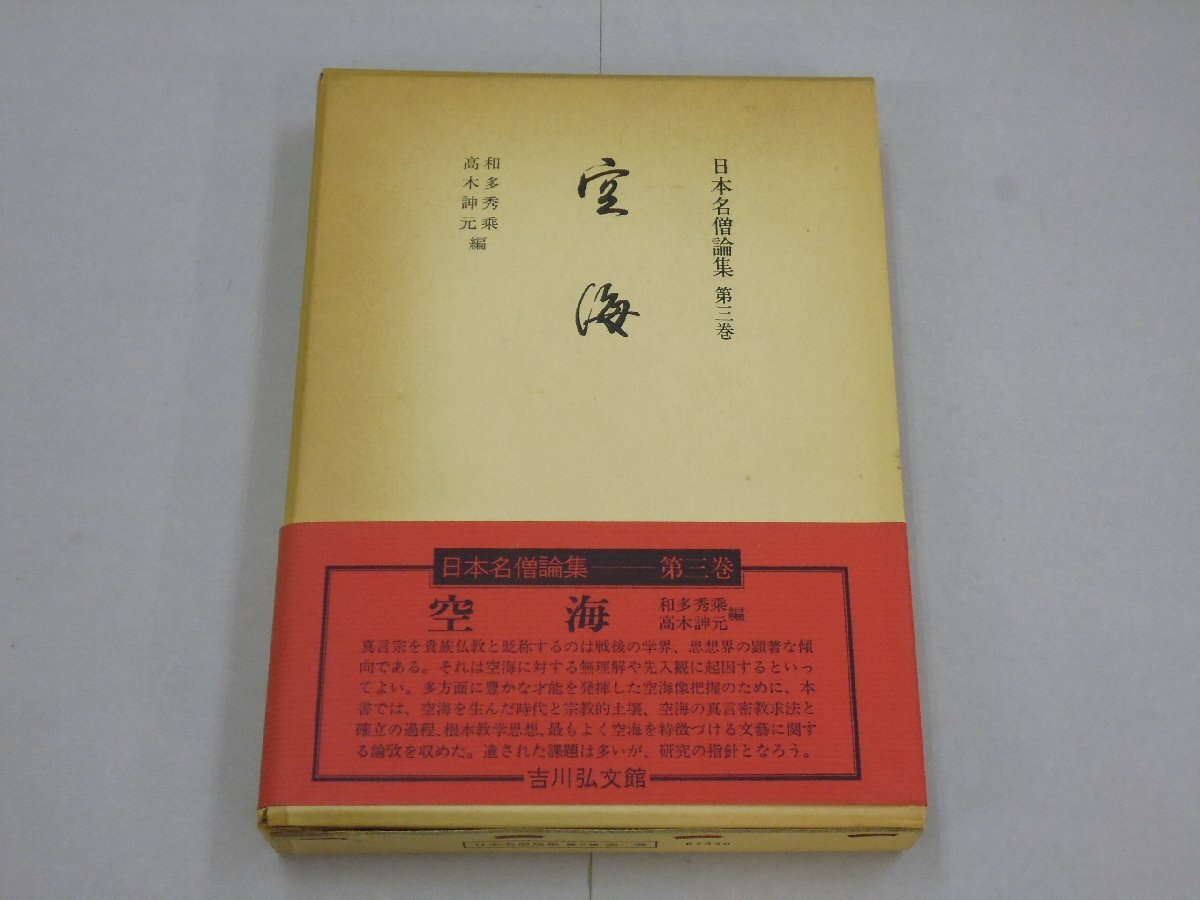 日本名僧論集 第三巻
空海
和多秀乗
高木訷元
編
日本名僧論集――第三巻
空海
和多秀乗
高木訷元
編
真言宗を貴族仏教と貶称するのは戦後の学界、思想界の顕著な傾
向である。それは空海に対する無理解や先入観に起因するといっ
てよい。多方面に豊かな才能を発揮した空海像把握のために、本
書では、空海を生んだ時代と宗教的土壌、空海の真言密教求法と
確立の過程、根本教学思想、最もよく空海を特徴づける文藝に関す
る論攷を収めた。遺された課題は多いが、研究の指針となろう。
吉川弘文館